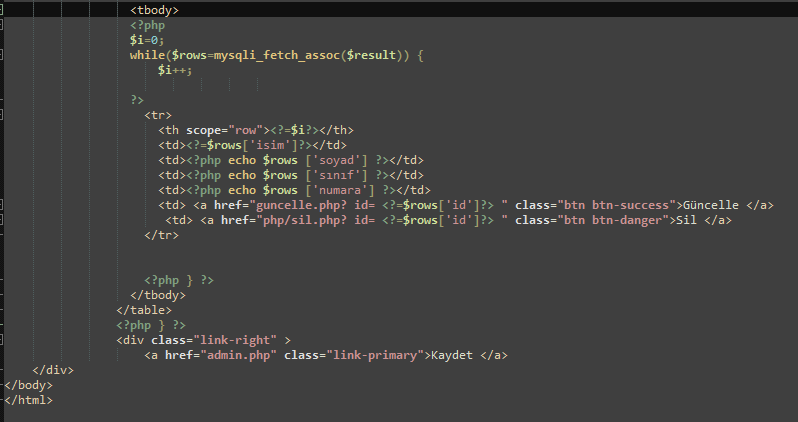 <tbody>
<?php
$i=0;
while($rows=mysqli_fetch_assoc($result)) {
$i++;
?>
<tr>
<th scope="row"><?=$i?></th>
<td><?=$rows['isim']?></td>
<td><?php echo $rows ['soyad'] ?></td>
<td><?php echo $rows ['sınıf'] ?></td>
<td><?php echo $rows ['numara'] ?></td>
<td> <a href="guncelle.php? id= <?=$rows['id']?> " class="btn btn-success">Güncelle </a>
<td> <a href="php/sil.php? id= <?=$rows['id']?> " class="btn btn-danger">Sil </a>
</tr>
<?php } ?>
</tbody>
</table>
<?php } ?>
<div class="link-right" >
<a href="admin.php" class="link-primary">Kaydet </a>
</div>
</body>
</html>